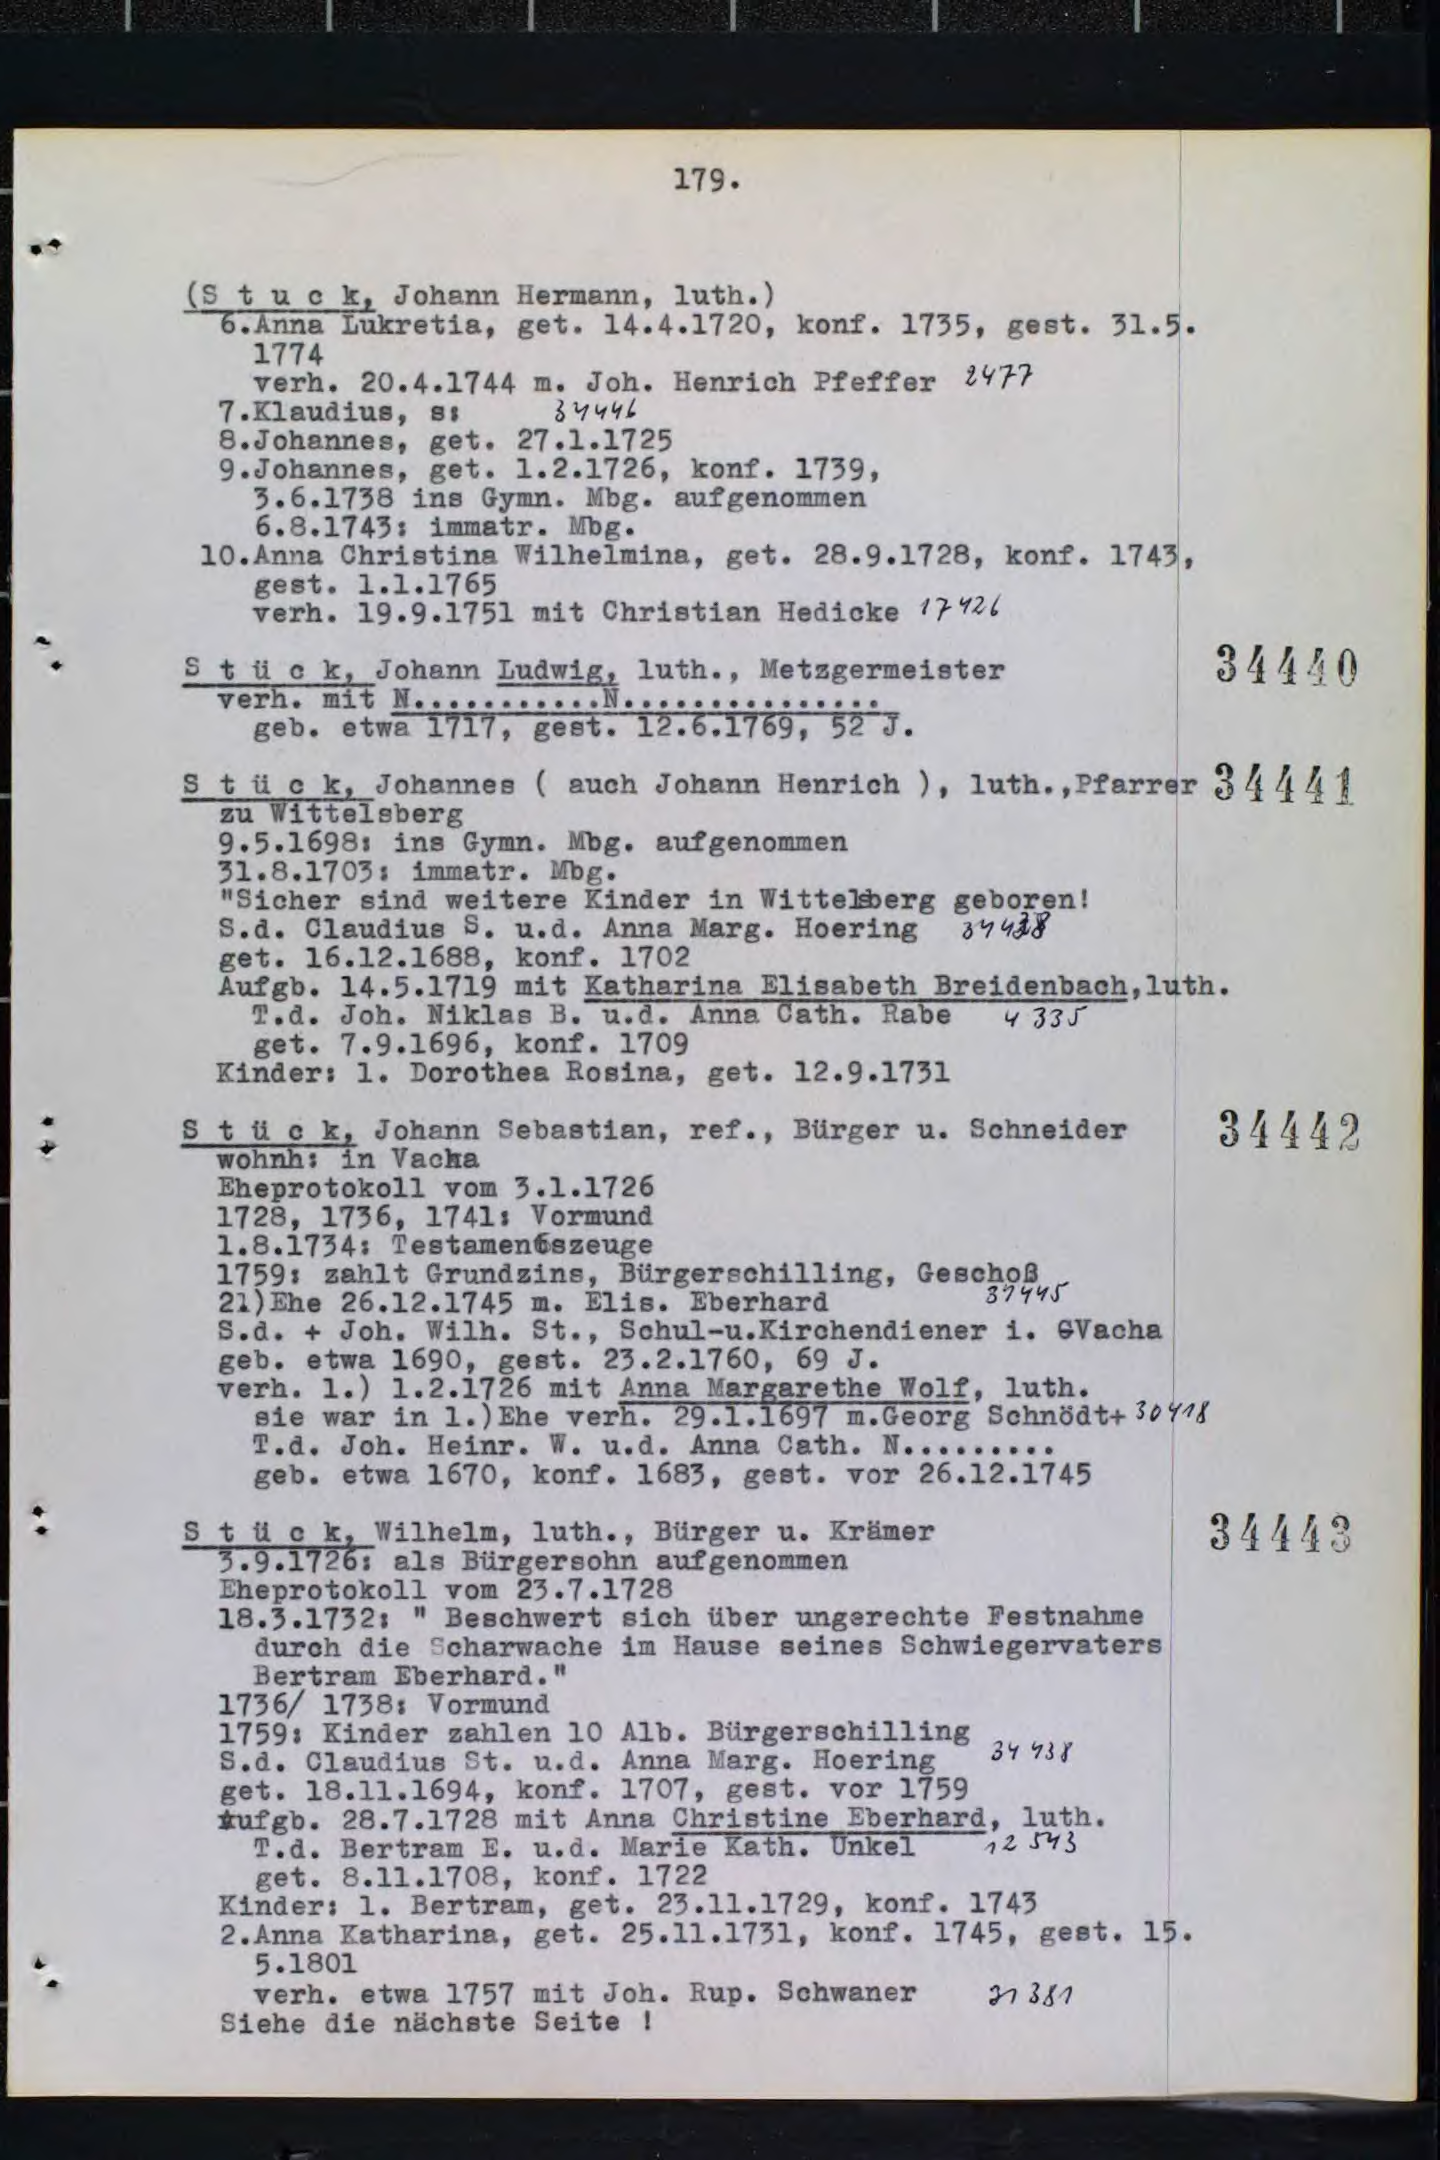 179.
(S t u c k, Johann Hermann, luth.)
6.Anna Lukretia, get. 14.4.1720, konf. 1735, gest. 31.5.
1774
verh. 20.4.1744 m. Joh. Henrich Pfeffer 2477
7.Klaudius, s: 34446
8.Johannes, get. 27.1.1725
9.Johannes, get. 1.2.1726, konf. 1739,
3.6.1738 ins Gymn. Mbg. aufgenommen
6.8.1743: immatr. Mbg.
10.Anna Christina Wilhelmina, get. 28.9.1728, konf. 1743,
gest. 1.1.1765
verh. 19.9.1751 mit Christian Hedicke 17426
S t ü c k, Johann Ludwig, luth., Metzgermeister 34440
verh. mit N...........N...............
geb. etwa 1717, gest. 12.6.1769, 52 J.
S t ü c k, Johannes ( auch Johann Henrich ), luth.,Pfarrer 34441
zu Wittelsberg
9.5.1698: ins Gymn. Mbg. aufgenommen
31.8.1703: immatr. Mbg.
"Sicher sind weitere Kinder in Wittelsberg geboren!
S.d. Claudius S. u.d. Anna Marg. Hoering 34438
get. 16.12.1688, konf. 1702
Aufgb. 14.5.1719 mit Katharina Elisabeth Breidenbach,luth.
T.d. Joh. Niklas B. u.d. Anna Cath. Rabe 4335
get. 7.9.1696, konf. 1709
Kinder: 1. Dorothea Rosina, get. 12.9.1731
S t ü c k, Johann Sebastian, ref., Bürger u. Schneider 34442
wohnh: in Vacha
Eheprotokoll vom 3.1.1726
1728, 1736, 1741: Vormund
1.8.1734: Testamentszeuge
1759: zahlt Grundzins, Bürgerschilling, Geschoß
2)Ehe 26.12.1745 m. Elis. Eberhard 34445
S.d. + Joh. Wilh. St., Schul-u.Kirchendiener i. Vacha
geb. etwa 1690, gest. 23.2.1760, 69 J.
verh. 1.) 1.2.1726 mit Anna Margarethe Wolf, luth.
sie war in 1.)Ehe verh. 29.1.1697 m.Georg Schnödt+ 30418
T.d. Joh. Heinr. W. u.d. Anna Cath. N.........
geb. etwa 1670, konf. 1683, gest. vor 26.12.1745
S t ü c k, Wilhelm, luth., Bürger u. Krämer 34443
3.9.1726: als Bürgersohn aufgenommen
Eheprotokoll vom 23.7.1728
18.3.1732: " Beschwert sich über ungerechte Festnahme
durch die Scharwache im Hause seines Schwiegervaters
Bertram Eberhard."
1736/ 1738: Vormund
1759: Kinder zahlen 10 Alb. Bürgerschilling
S.d. Claudius St. u.d. Anna Marg. Hoering 34438
get. 18.11.1694, konf. 1707, gest. vor 1759
Aufgb. 28.7.1728 mit Anna Christine Eberhard, luth.
T.d. Bertram E. u.d. Marie Kath. Unkel 12543
get. 8.11.1708, konf. 1722
Kinder: 1. Bertram, get. 23.11.1729, konf. 1743
2.Anna Katharina, get. 25.11.1731, konf. 1745, gest. 15.
5.1801
verh. etwa 1757 mit Joh. Rup. Schwaner 31381
Siehe die nächste Seite !